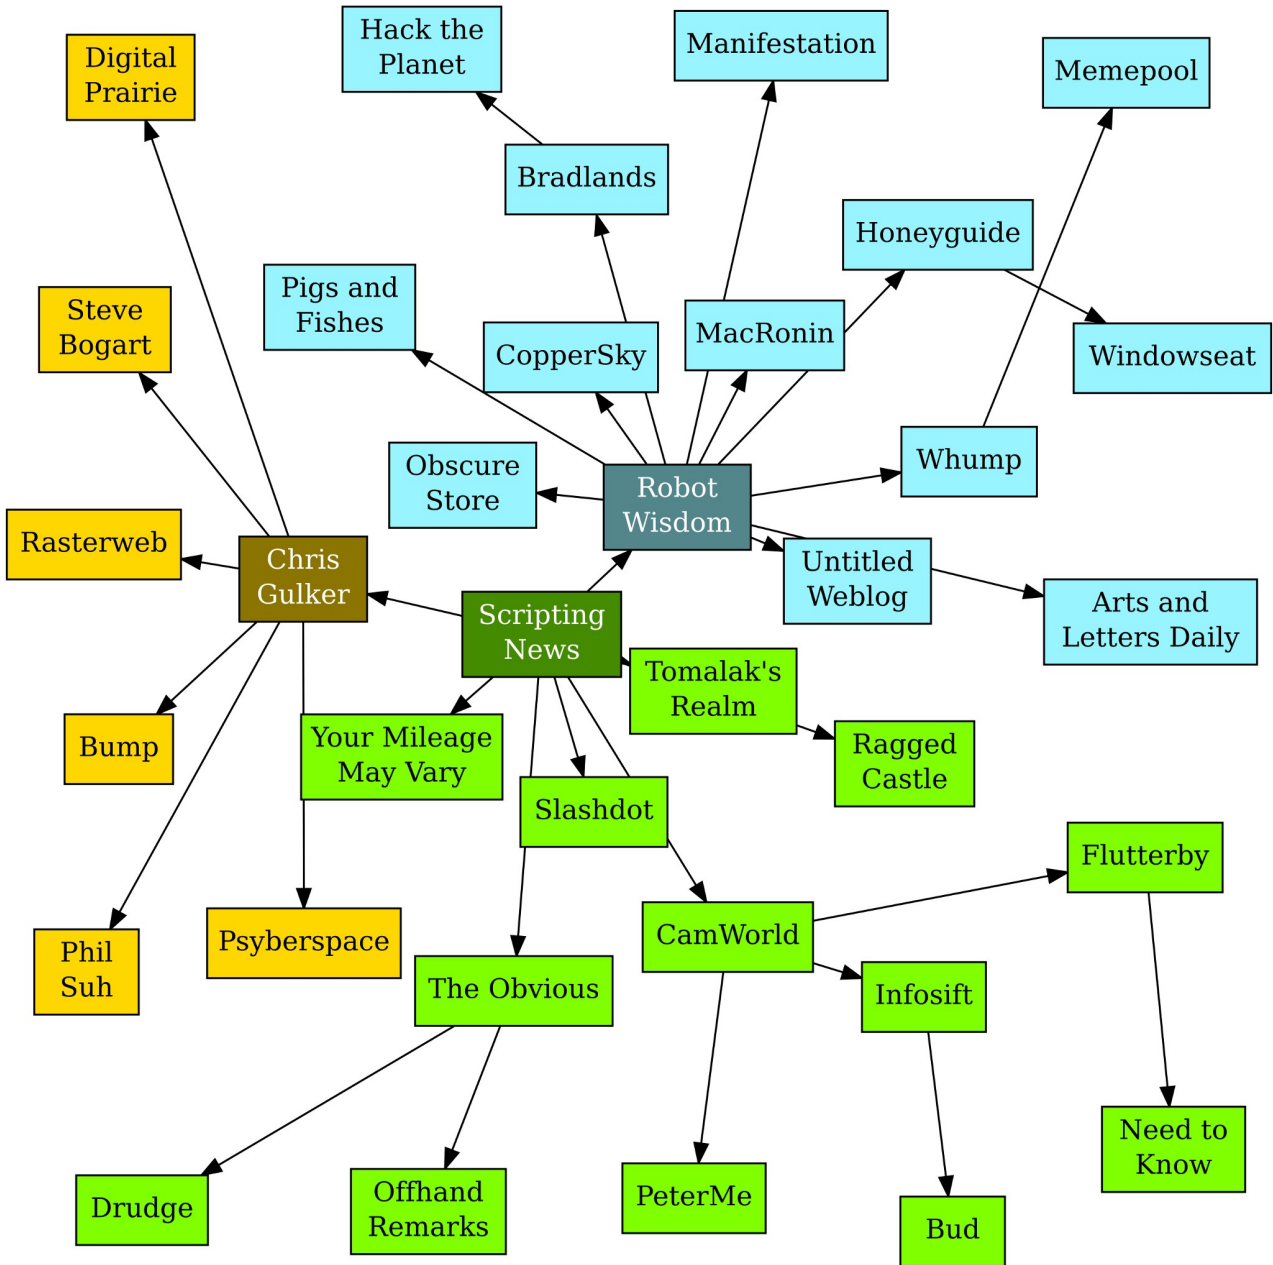 Hack the
Planet
Manifestation
Digital
Prairie
Memepool
Bradlands
Honeyguide
Pigs and
Fishes
Steve
Bogart
CopperSky
MacRonin
Windowseat
Whump
Obscure
Store
Robot
Wisdom
Rasterweb
Chris
Gulker
Untitled
Weblog
Arts and
Letters Daily
Scripting
News
Tomalak's
Realm
Bump
Your Mileage
May Vary
Ragged
Castle
Slashdot
Flutterby
CamWorld
Psyberspace
Phil
Suh
The Obvious
Infosift
Need to
Know
Drudge
Offhand
Remarks
PeterMe
Bud